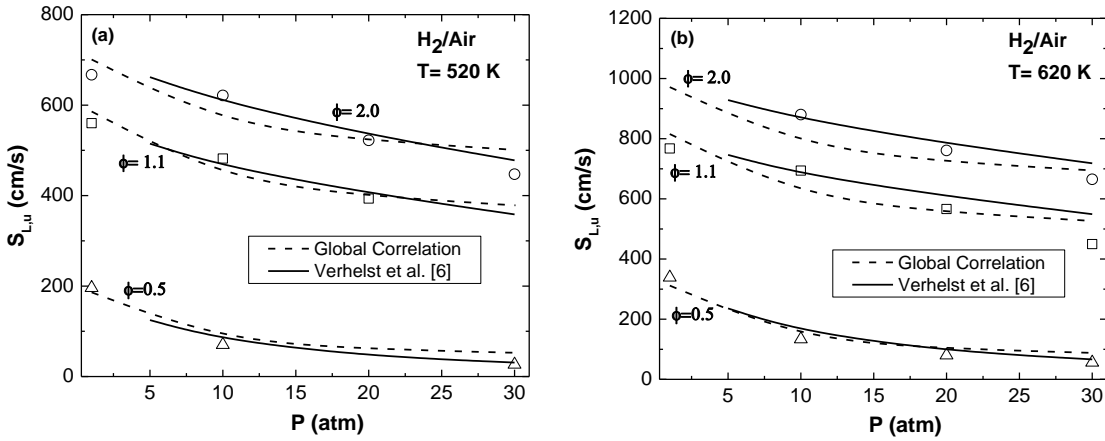 (a)
H₂/Air
T= 520 K
ϕ= 2.0
ϕ= 1.1
ϕ=0.5
Global Correlation
Verhelst et al. [6]
800
600
400
200
0
5 10 15 20 25 30
P (atm)
S_L,u (cm/s)
(b)
H₂/Air
T= 620 K
ϕ= 2.0
ϕ= 1.1
ϕ=0.5
Global Correlation
Verhelst et al. [6]
1200
1000
800
600
400
200
0
5 10 15 20 25 30
P (atm)
S_L,u (cm/s)